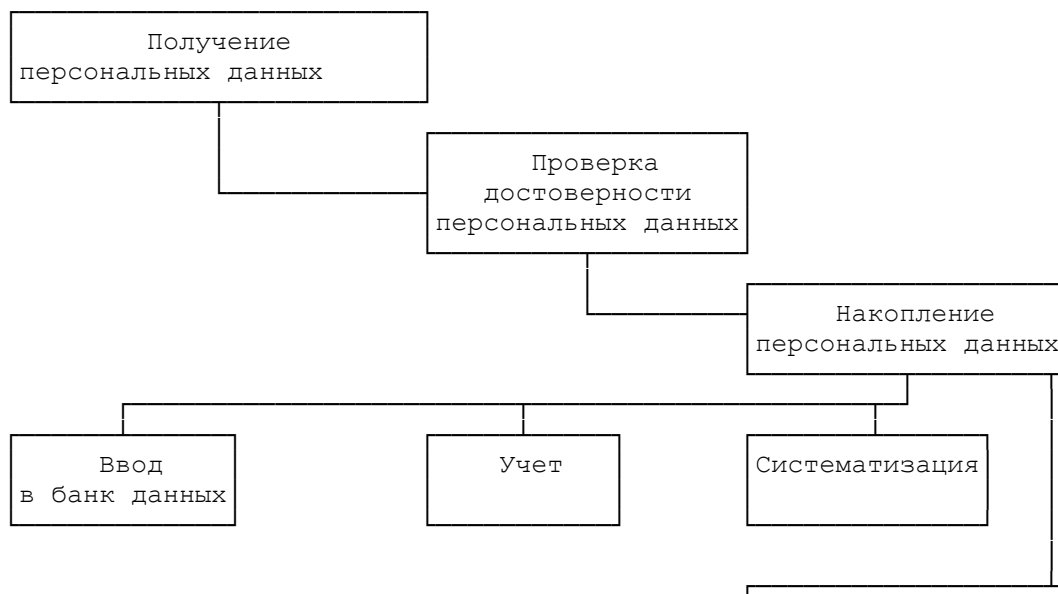 Получение
персональных данных
Проверка
достоверности
персональных данных
Накопление
персональных данных
Ввод
в банк данных
Учет
Систематизация